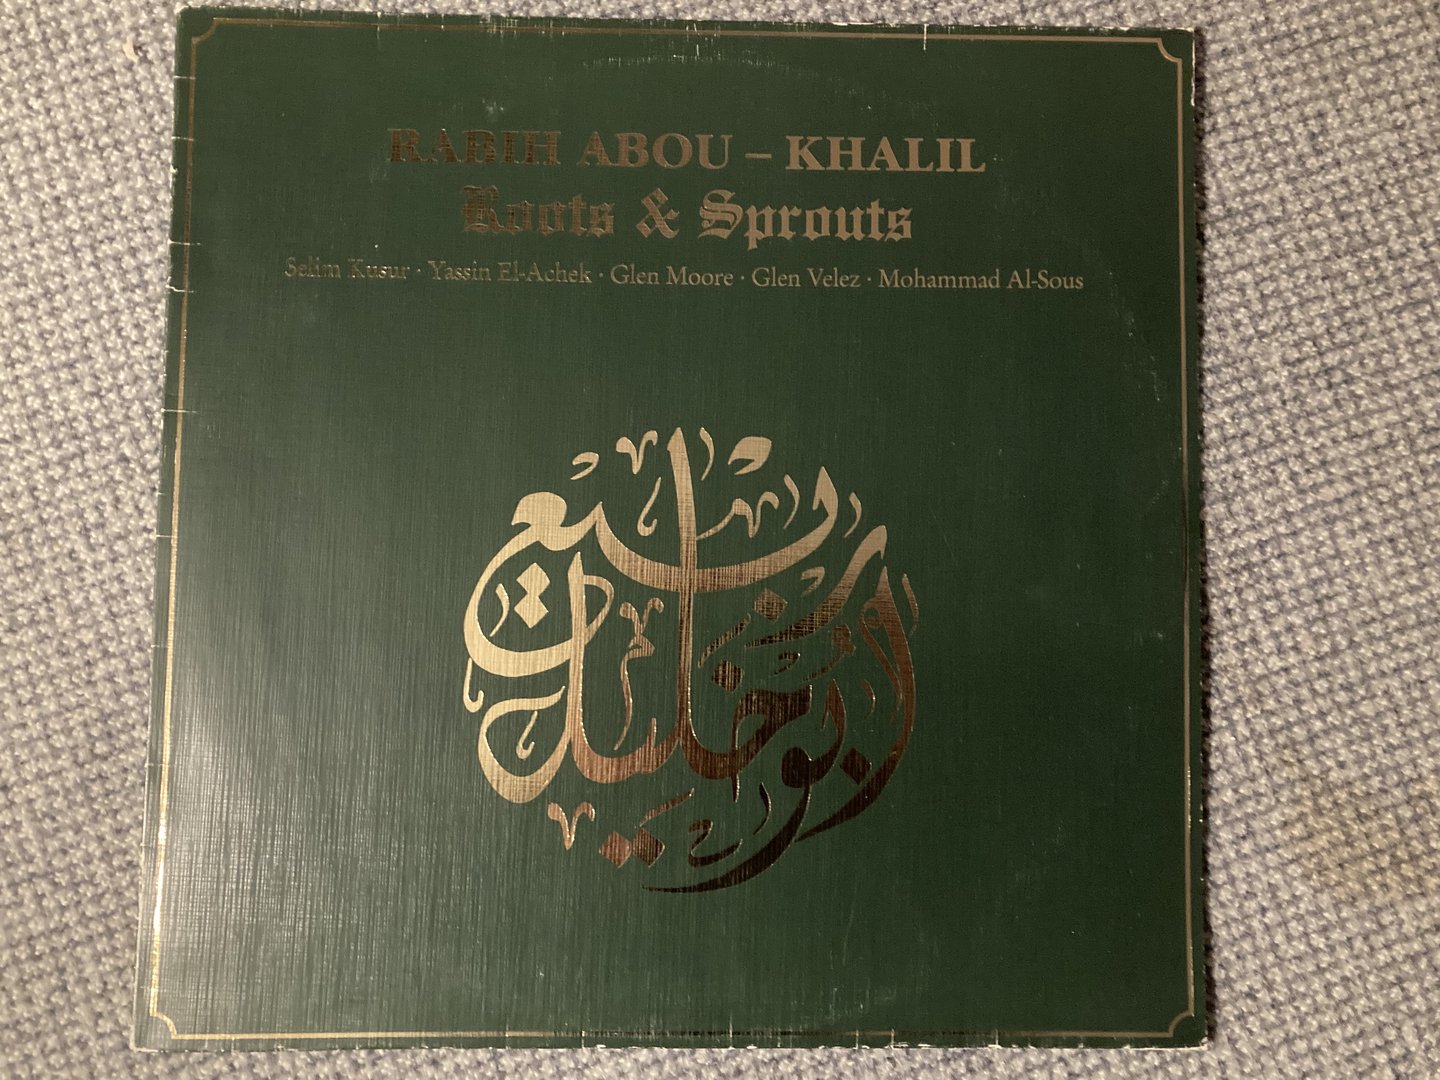 RABIH ABOU – KHALIL
Roots & Sprouts
Selim Kusur · Yassin El-Achek · Glen Moore · Glen Velez · Mohammad Al-Sous
ربيع
ابو خليل